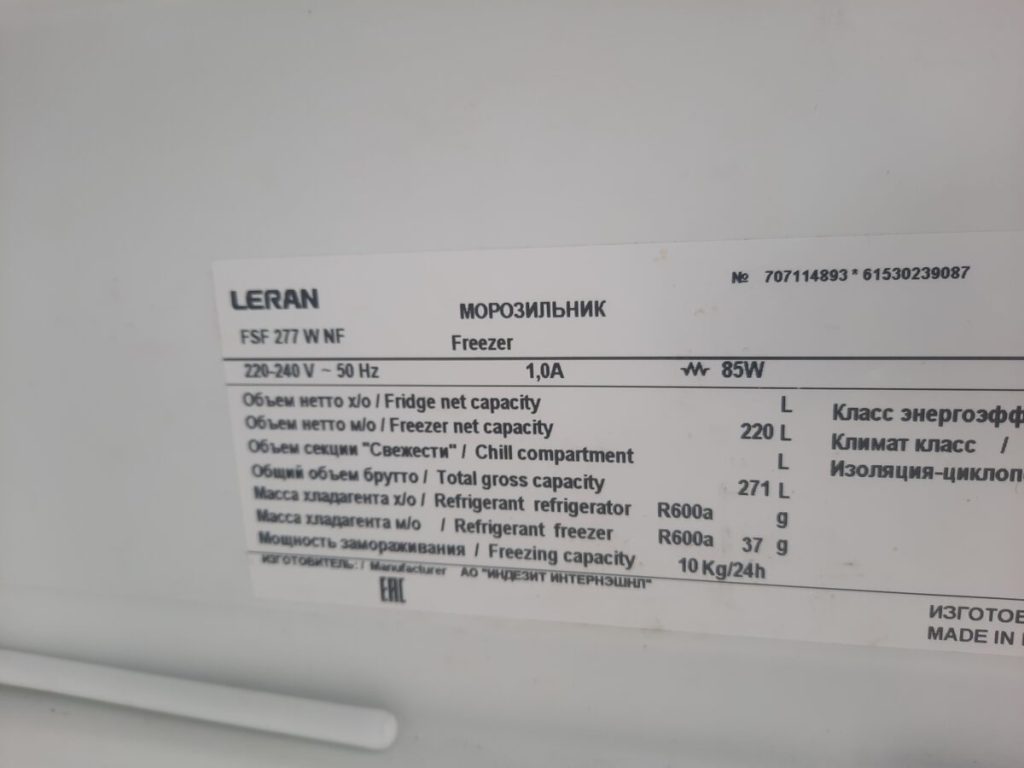 № 707114893 * 61530239087
LERAN
МОРОЗИЛЬНИК
FSF 277 W NF
Freezer
220-240 V ~ 50 Hz 1,0A 85W
Объем нетто х/о / Fridge net capacity L
Объем нетто м/о / Freezer net capacity 220 L
Объем секции "Свежести" / Chill compartment L
Общий объем брутто / Total gross capacity 271 L
Масса хладагента х/о / Refrigerant refrigerator R600a g
Масса хладагента м/о / Refrigerant freezer R600a 37 g
Мощность замораживания / Freezing capacity 10 Kg/24h
Класс энергоэфф
Климат класс /
Изоляция-циклоп
ИЗГОТОВИТЕЛЬ: / Manufacturer АО "ИНДЕЗИТ ИНТЕРНЭШНЛ"
EAC
ИЗГОТОВ
MADE IN